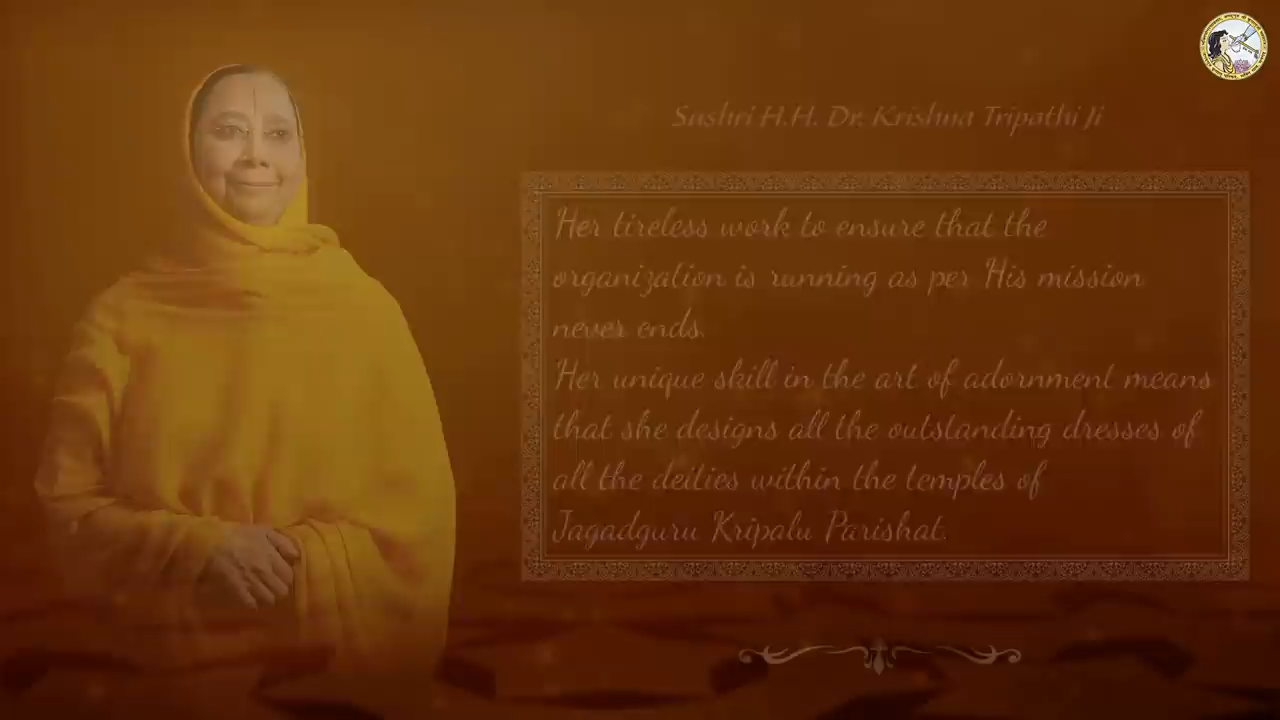 Sushri H.H. Dr. Krishna Tripathi Ji
Her tireless work to ensure that the
organization is running as per His mission
never ends.
Her unique skill in the art of adornment means
that she designs all the outstanding dresses of
all the deities within the temples of
Jagadguru Kripalu Parishat.